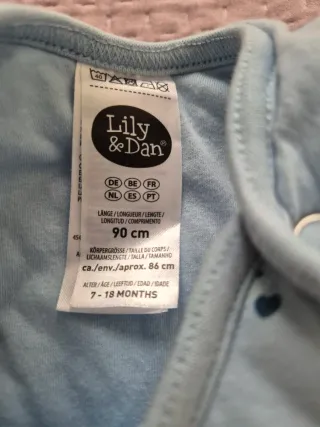 Lily
&Dan®
DE BE FR
NL ES PT
LÄNGE / LONGUEUR / LENGTE /
LONGITUD / COMPRIMENTO
90 cm
KÖRPERGRÖSSE / TAILLE DU CORPS /
LICHAAMSLENGTE / TALLA / TAMANHO
ca./env./aprox. 86 cm
ALTER / ÂGE / LEEFTIJD / EDAD / IDADE
7 - 18 MONTHS